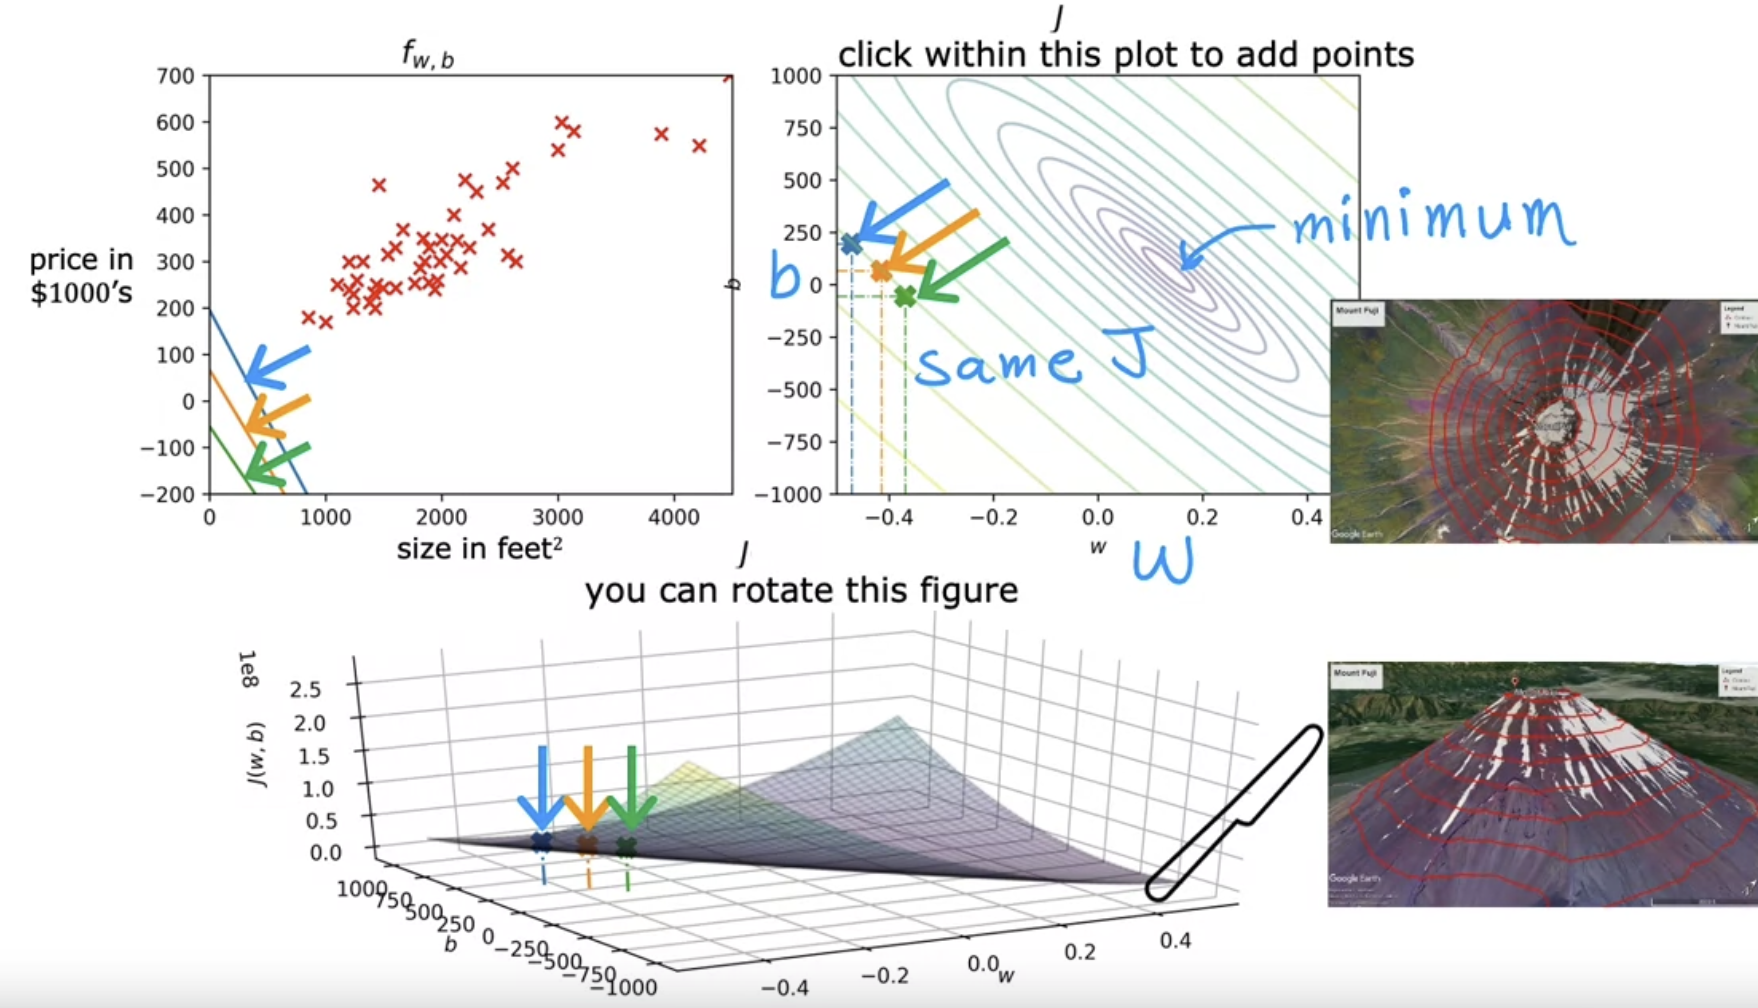 f_{w, b}
700
600
500
400
300
200
100
0
−100
−200
price in
$1000's
0 1000 2000 3000 4000
size in feet²
J
click within this plot to add points
1000
750
500
250
0
−250
−500
−750
−1000
b
b
minimum
same J
−0.4 −0.2 0.0 0.2 0.4
w
W
Mount Fuji
Legend
Google Earth
J
you can rotate this figure
1e8
J(w, b)
2.5
2.0
1.5
1.0
0.5
0.0
1000
750
500
250
0
−250
−500
−750
−1000
b
−0.4
−0.2
0.0
0.2
0.4
w
Mount Fuji
Legend
Google Earth